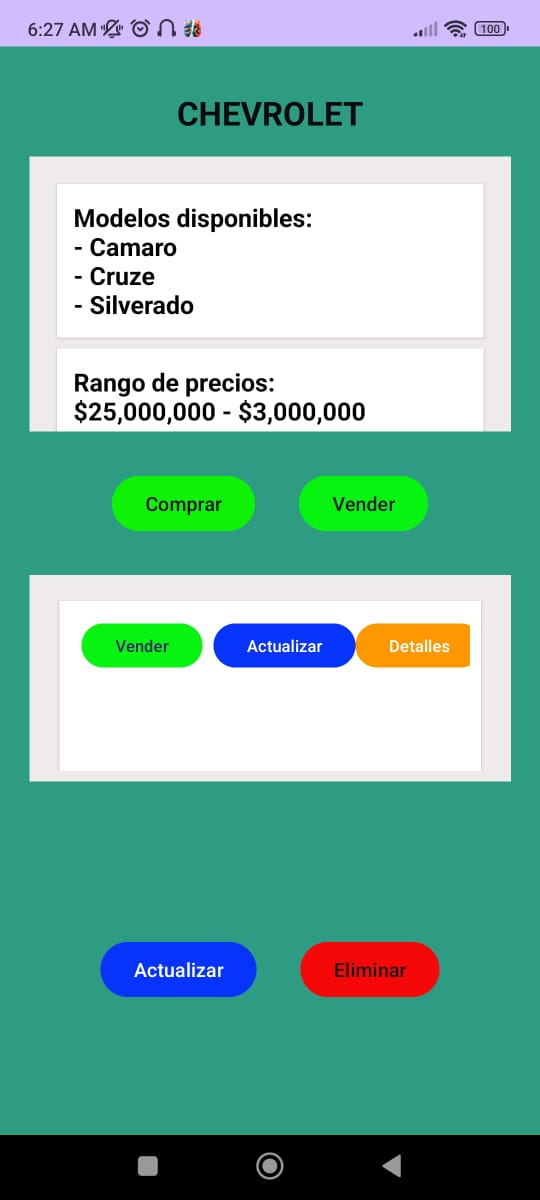 6:27 AM
100
CHEVROLET
Modelos disponibles:
- Camaro
- Cruze
- Silverado
Rango de precios:
$25,000,000 - $3,000,000
Comprar Vender
Vender Actualizar Detalles
Actualizar Eliminar